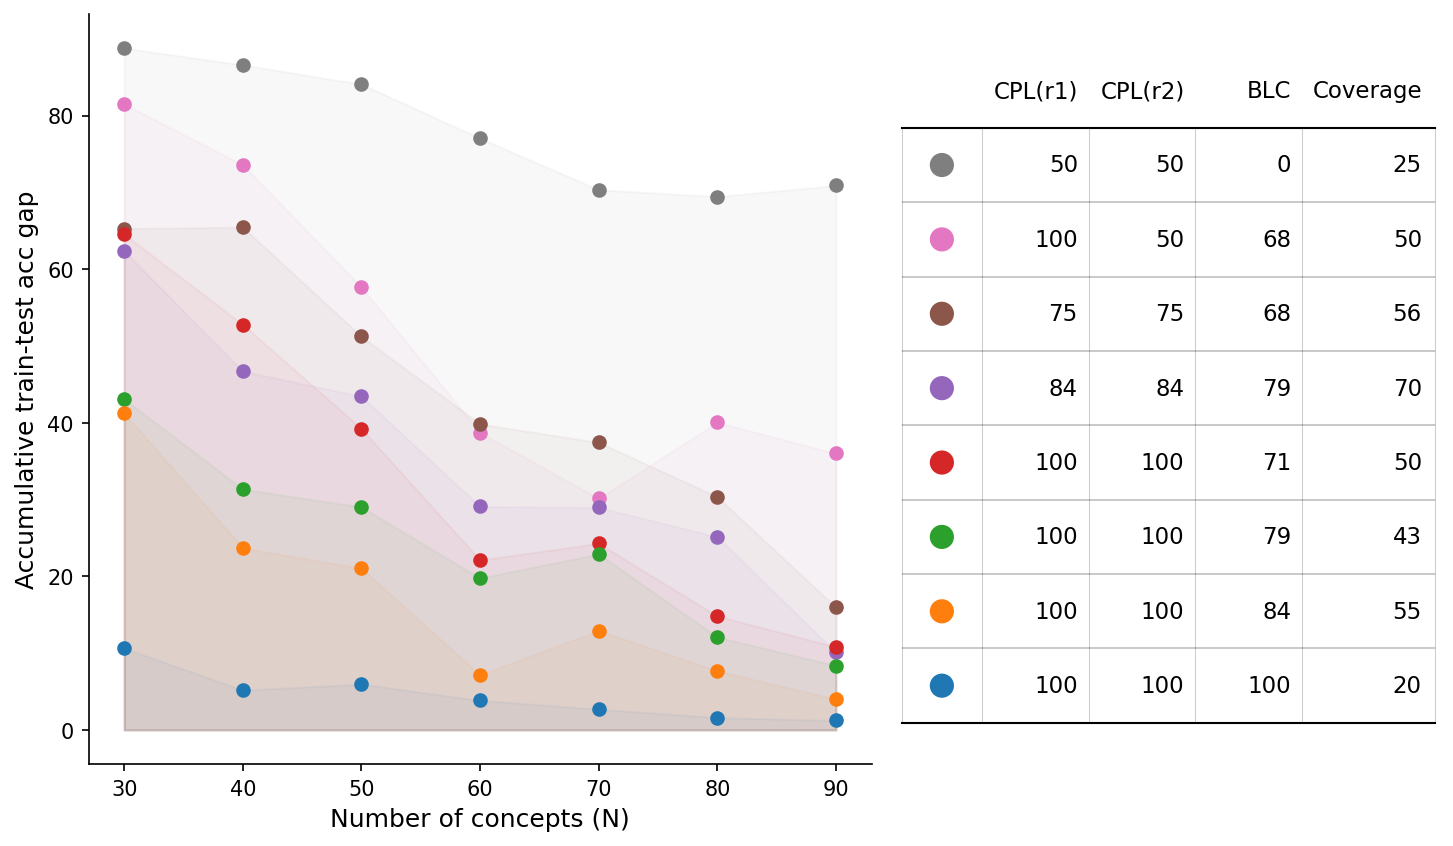 Accumulative train-test acc gap
80
60
40
20
0
30 40 50 60 70 80 90
Number of concepts (N)
CPL(r1) CPL(r2) BLC Coverage
50 50 0 25
100 50 68 50
75 75 68 56
84 84 79 70
100 100 71 50
100 100 79 43
100 100 84 55
100 100 100 20